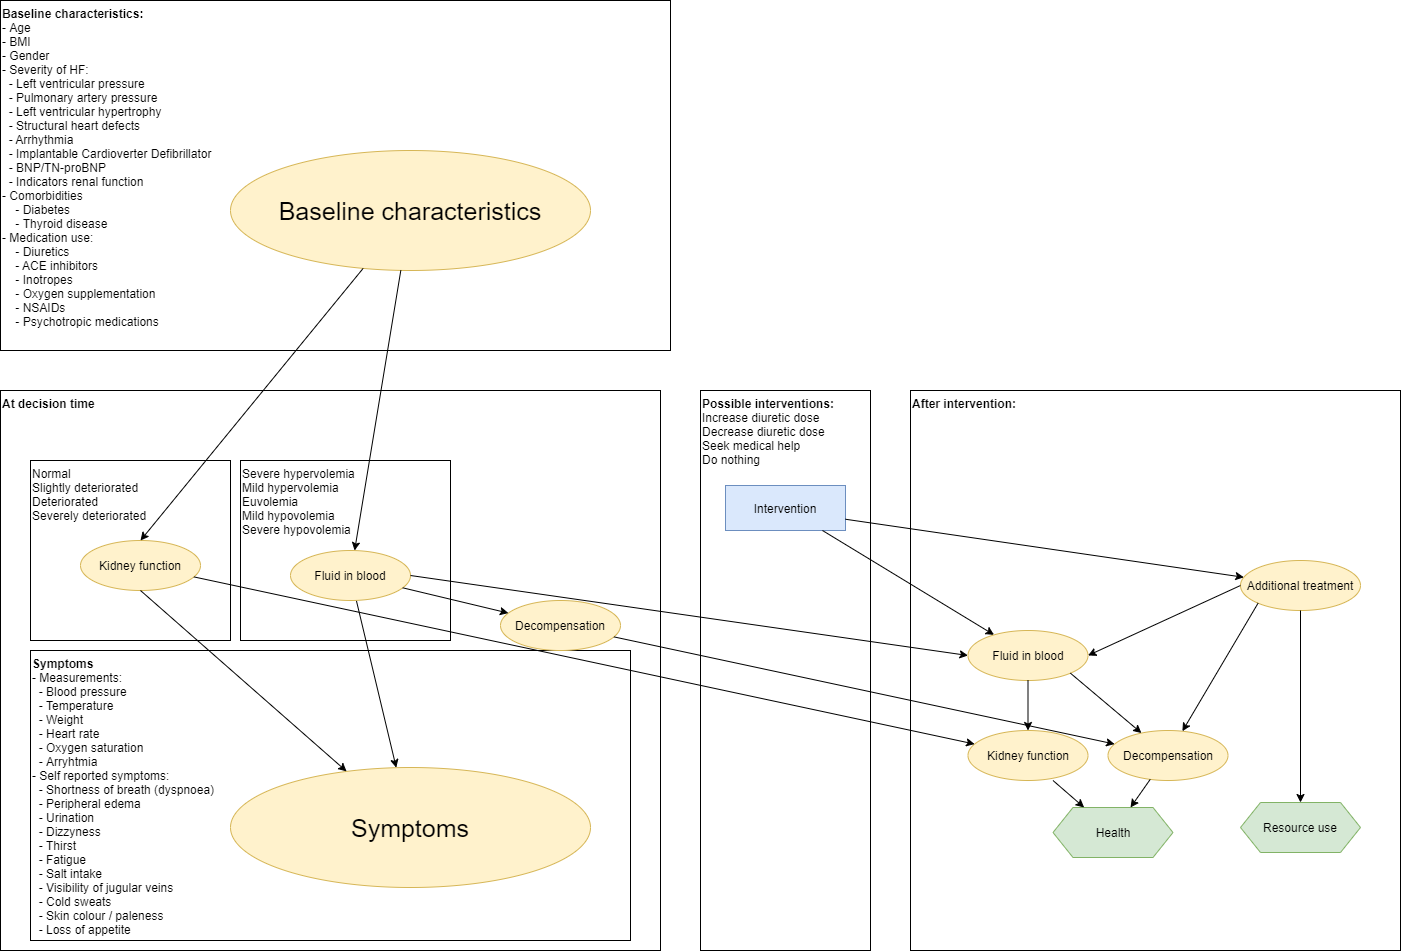 Baseline characteristics:
- Age
- BMI
- Gender
- Severity of HF:
- Left ventricular pressure
- Pulmonary artery pressure
- Left ventricular hypertrophy
- Structural heart defects
- Arrhythmia
- Implantable Cardioverter Defibrillator
- BNP/TN-proBNP
- Indicators renal function
- Comorbidities
- Diabetes
- Thyroid disease
- Medication use:
- Diuretics
- ACE inhibitors
- Inotropes
- Oxygen supplementation
- NSAIDs
- Psychotropic medications
Baseline characteristics
At decision time
Normal
Slightly deteriorated
Deteriorated
Severely deteriorated
Kidney function
Severe hypervolemia
Mild hypervolemia
Euvolemia
Mild hypovolemia
Severe hypovolemia
Fluid in blood
Decompensation
Symptoms
- Measurements:
- Blood pressure
- Temperature
- Weight
- Heart rate
- Oxygen saturation
- Arryhtmia
- Self reported symptoms:
- Shortness of breath (dyspnoea)
- Peripheral edema
- Urination
- Dizzyness
- Thirst
- Fatigue
- Salt intake
- Visibility of jugular veins
- Cold sweats
- Skin colour / paleness
- Loss of appetite
Symptoms
Possible interventions:
Increase diuretic dose
Decrease diuretic dose
Seek medical help
Do nothing
Intervention
After intervention:
Additional treatment
Fluid in blood
Kidney function
Decompensation
Health
Resource use